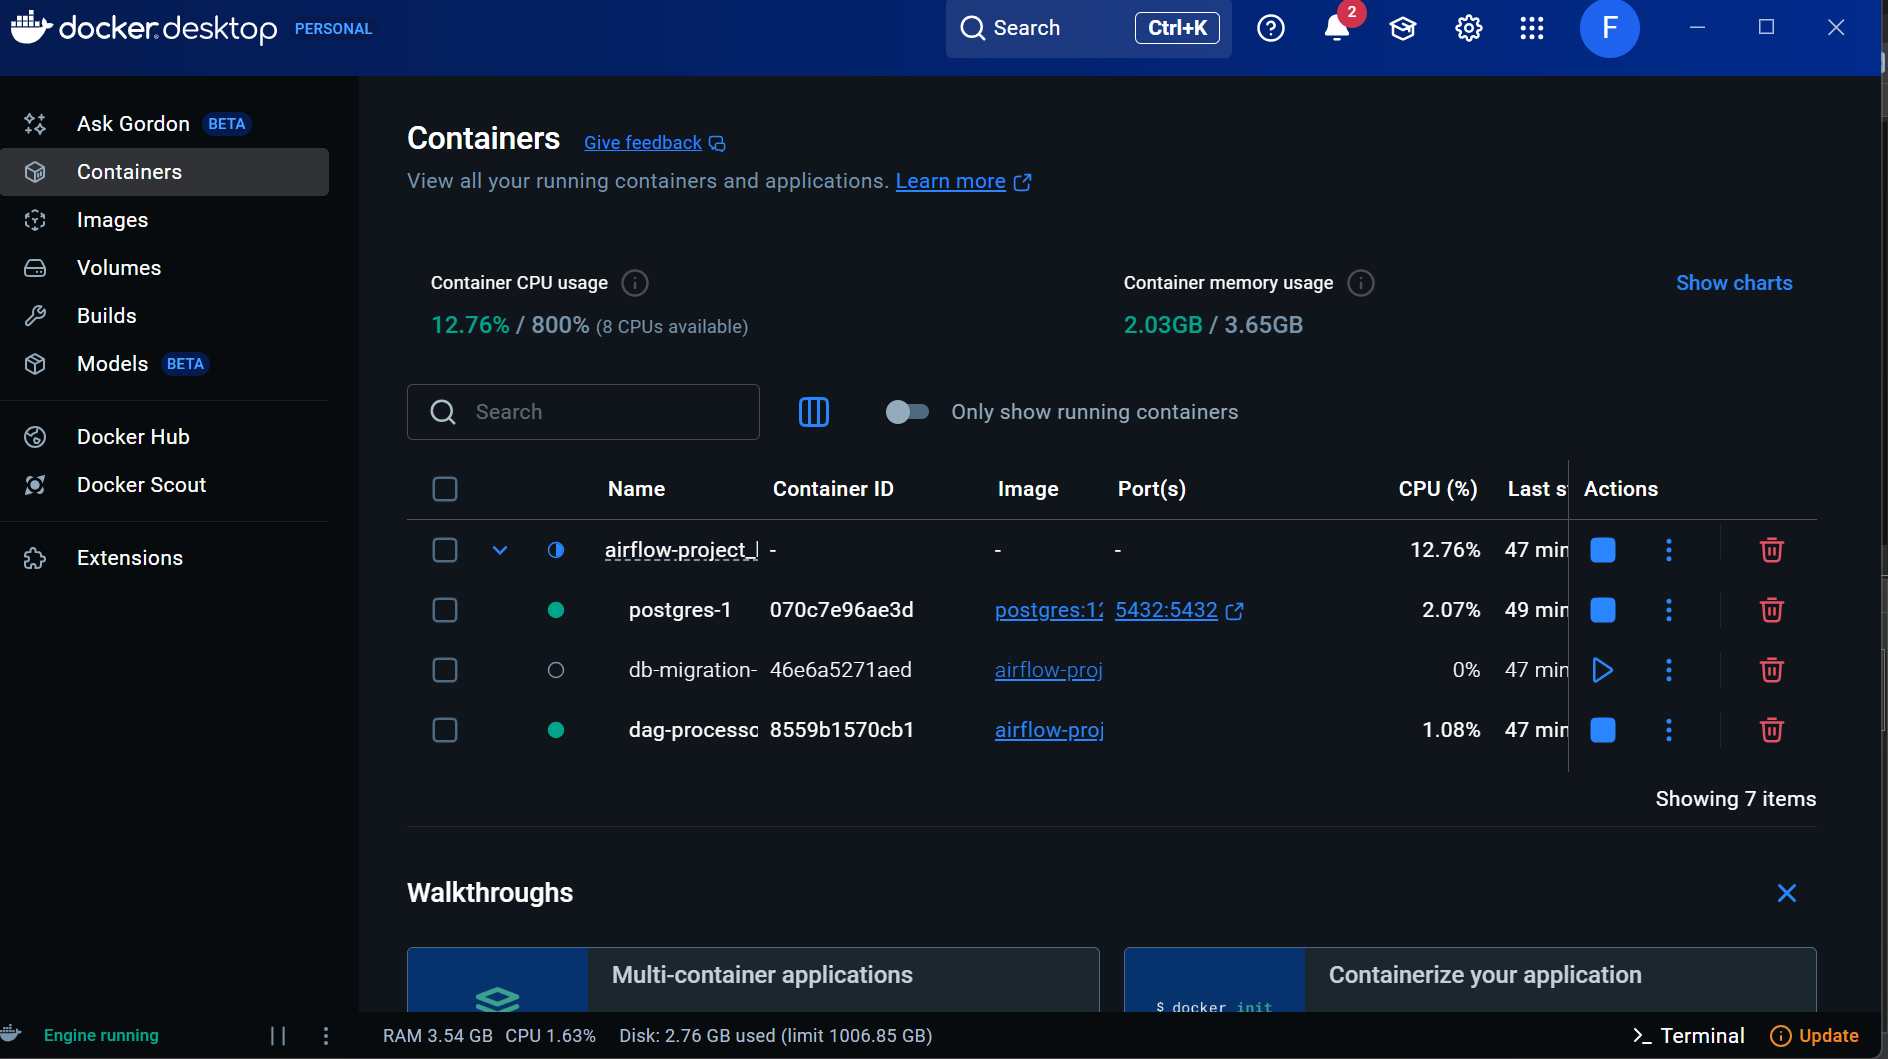 docker.desktop PERSONAL
Search Ctrl+K
2
F
Ask Gordon BETA
Containers
Images
Volumes
Builds
Models BETA
Docker Hub
Docker Scout
Extensions
Containers Give feedback
View all your running containers and applications. Learn more
Container CPU usage
12.76% / 800% (8 CPUs available)
Container memory usage
2.03GB / 3.65GB
Show charts
Search
Only show running containers
Name Container ID Image Port(s) CPU (%) Last s Actions
airflow-project_ - - - 12.76% 47 min
postgres-1 070c7e96ae3d postgres:12 5432:5432 2.07% 49 min
db-migration- 46e6a5271aed airflow-proj 0% 47 min
dag-processo 8559b1570cb1 airflow-proj 1.08% 47 min
Showing 7 items
Walkthroughs
Multi-container applications
Containerize your application
$ docker init
Engine running
RAM 3.54 GB CPU 1.63% Disk: 2.76 GB used (limit 1006.85 GB)
Terminal
Update